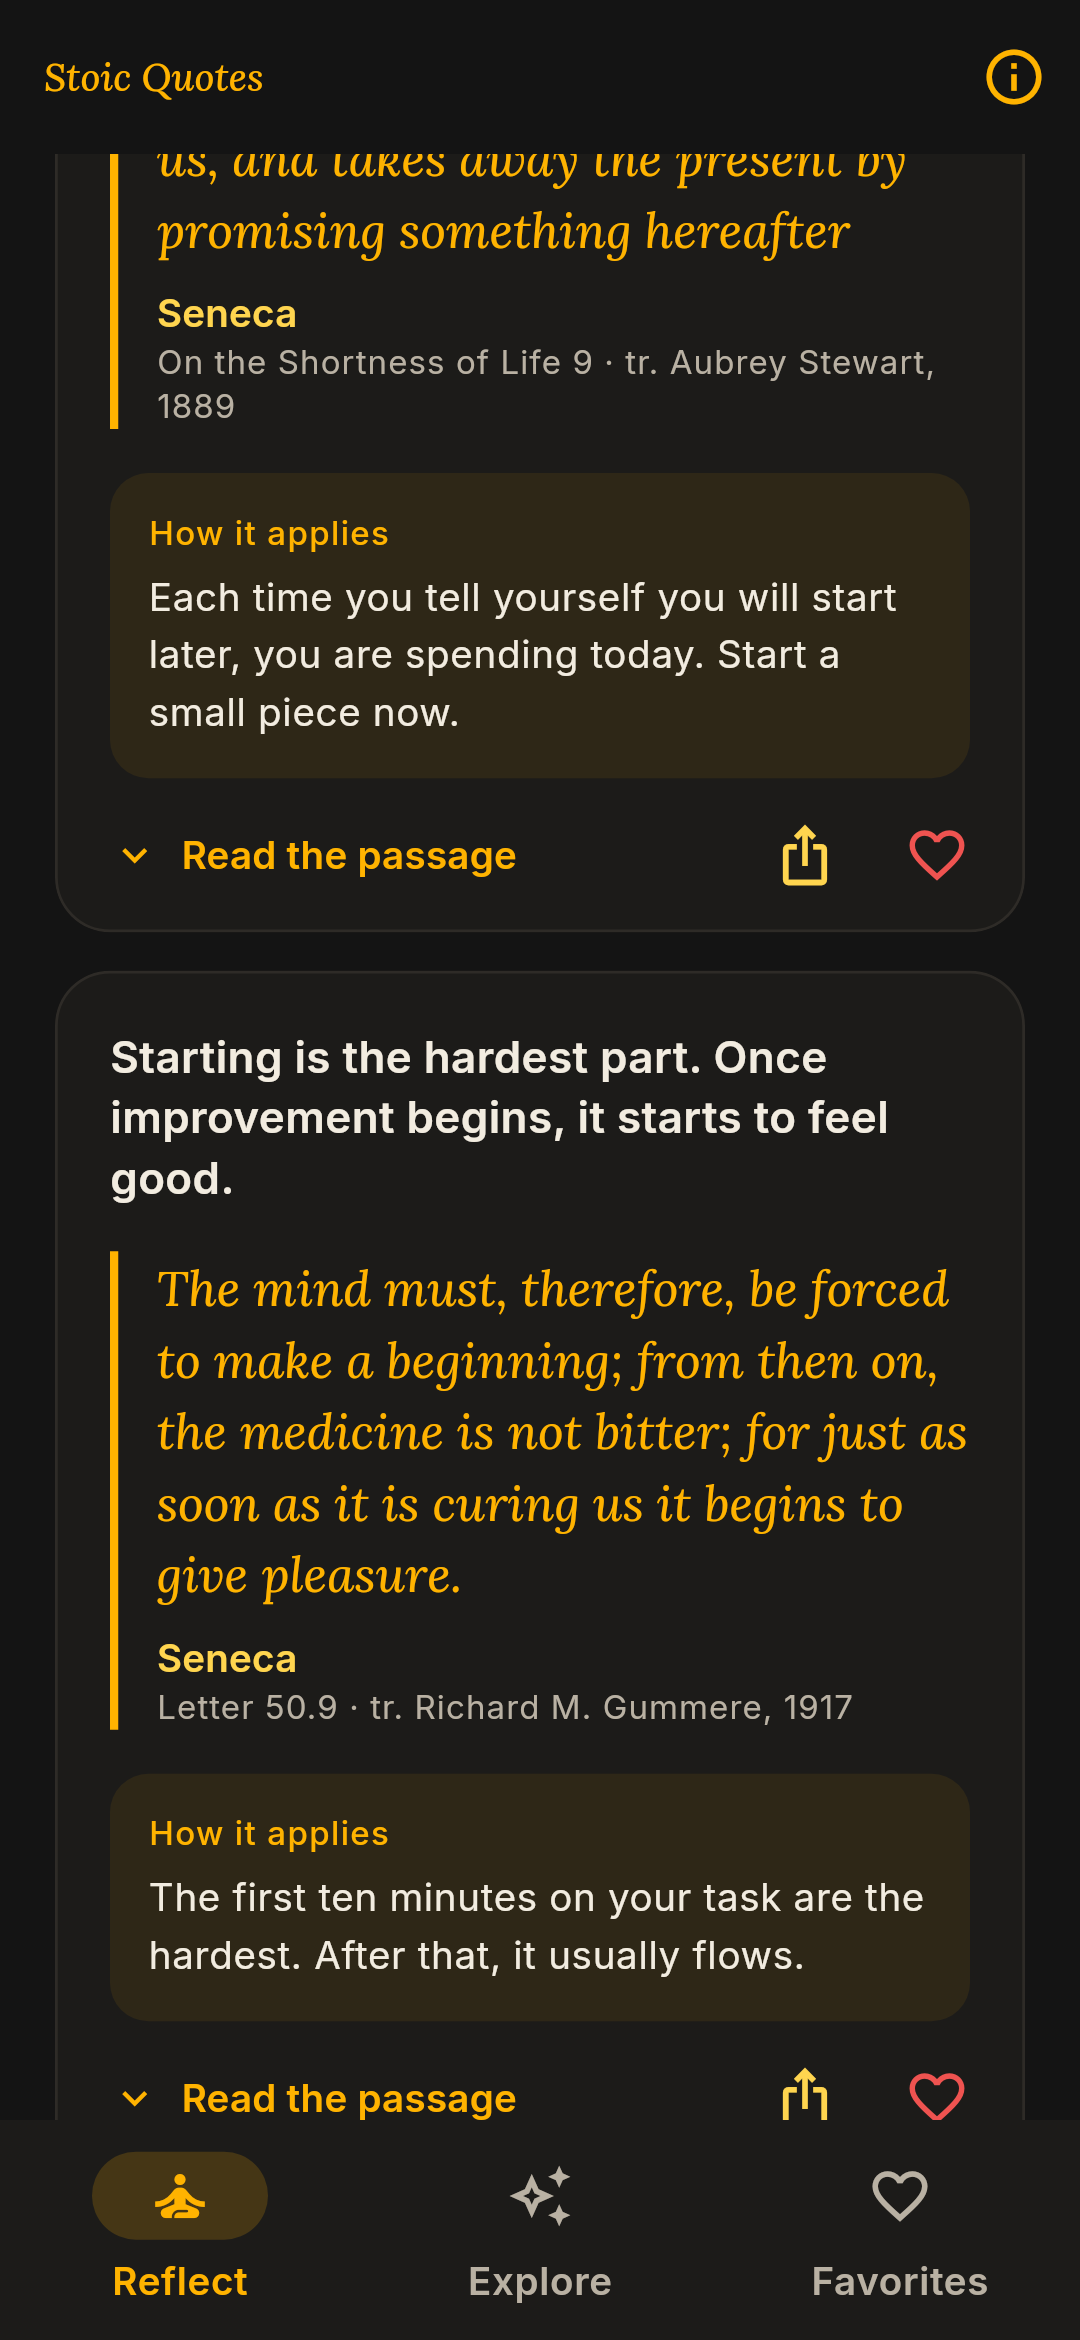 Stoic Quotes
us, and takes away the present by
promising something hereafter
Seneca
On the Shortness of Life 9 · tr. Aubrey Stewart,
1889
How it applies
Each time you tell yourself you will start
later, you are spending today. Start a
small piece now.
Read the passage
Starting is the hardest part. Once
improvement begins, it starts to feel
good.
The mind must, therefore, be forced
to make a beginning; from then on,
the medicine is not bitter; for just as
soon as it is curing us it begins to
give pleasure.
Seneca
Letter 50.9 · tr. Richard M. Gummere, 1917
How it applies
The first ten minutes on your task are the
hardest. After that, it usually flows.
Read the passage
Reflect
Explore
Favorites